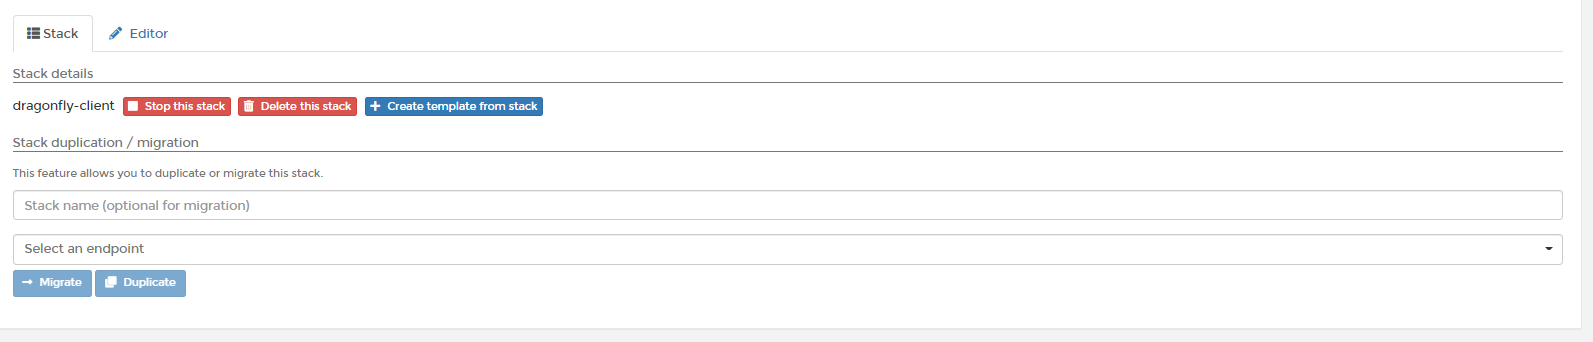 Stack Editor
Stack details
dragonfly-client Stop this stack Delete this stack Create template from stack
Stack duplication / migration
This feature allows you to duplicate or migrate this stack.
Stack name (optional for migration)
Select an endpoint
Migrate Duplicate